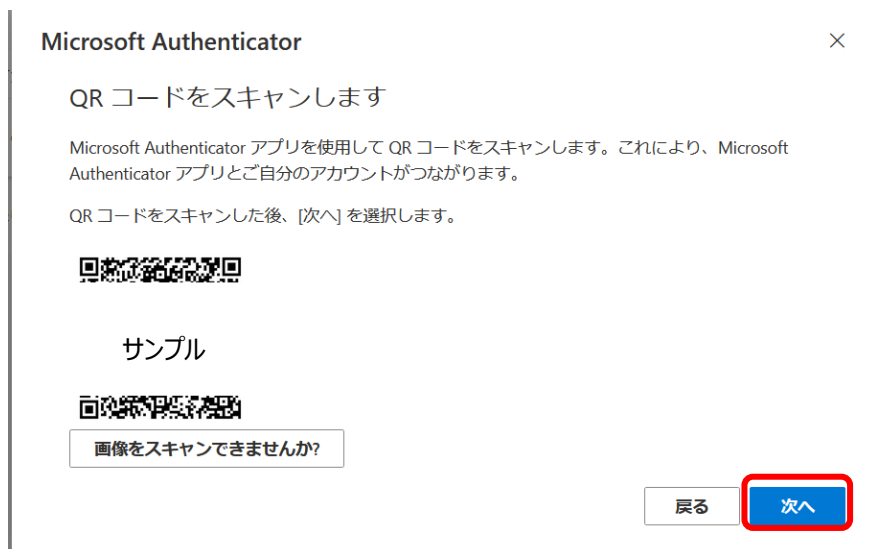 Microsoft Authenticator
QR コードをスキャンします
Microsoft Authenticator アプリを使用して QR コードをスキャンします。これにより、Microsoft
Authenticator アプリとご自分のアカウントがつながります。
QR コードをスキャンした後、[次へ] を選択します。
サンプル
画像をスキャンできませんか?
戻る
次へ